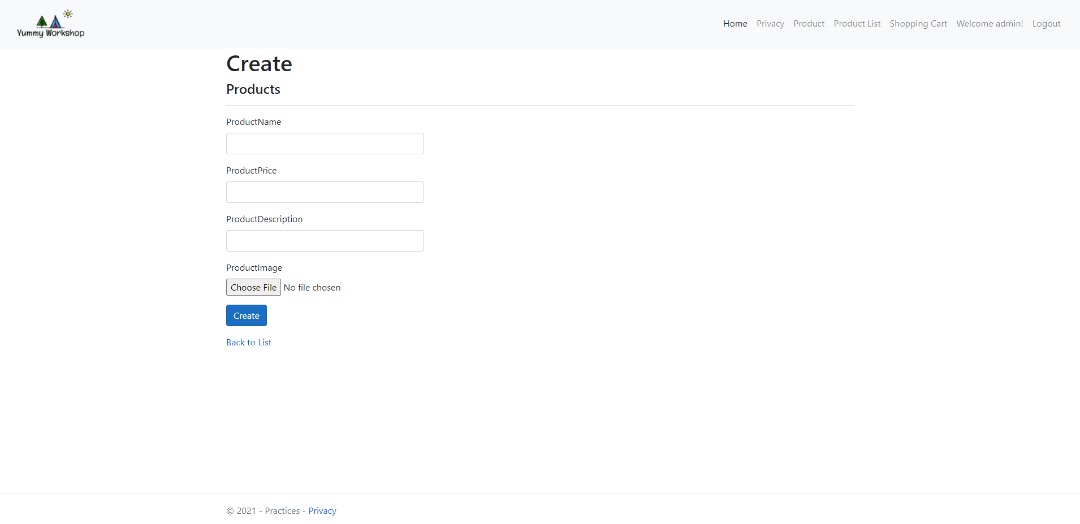 Yummy Workshop
Home Privacy Product Product List Shopping Cart Welcome admin! Logout
Create
Products
ProductName
ProductPrice
ProductDescription
ProductImage
Choose File No file chosen
Create
Back to List
© 2021 - Practices - Privacy